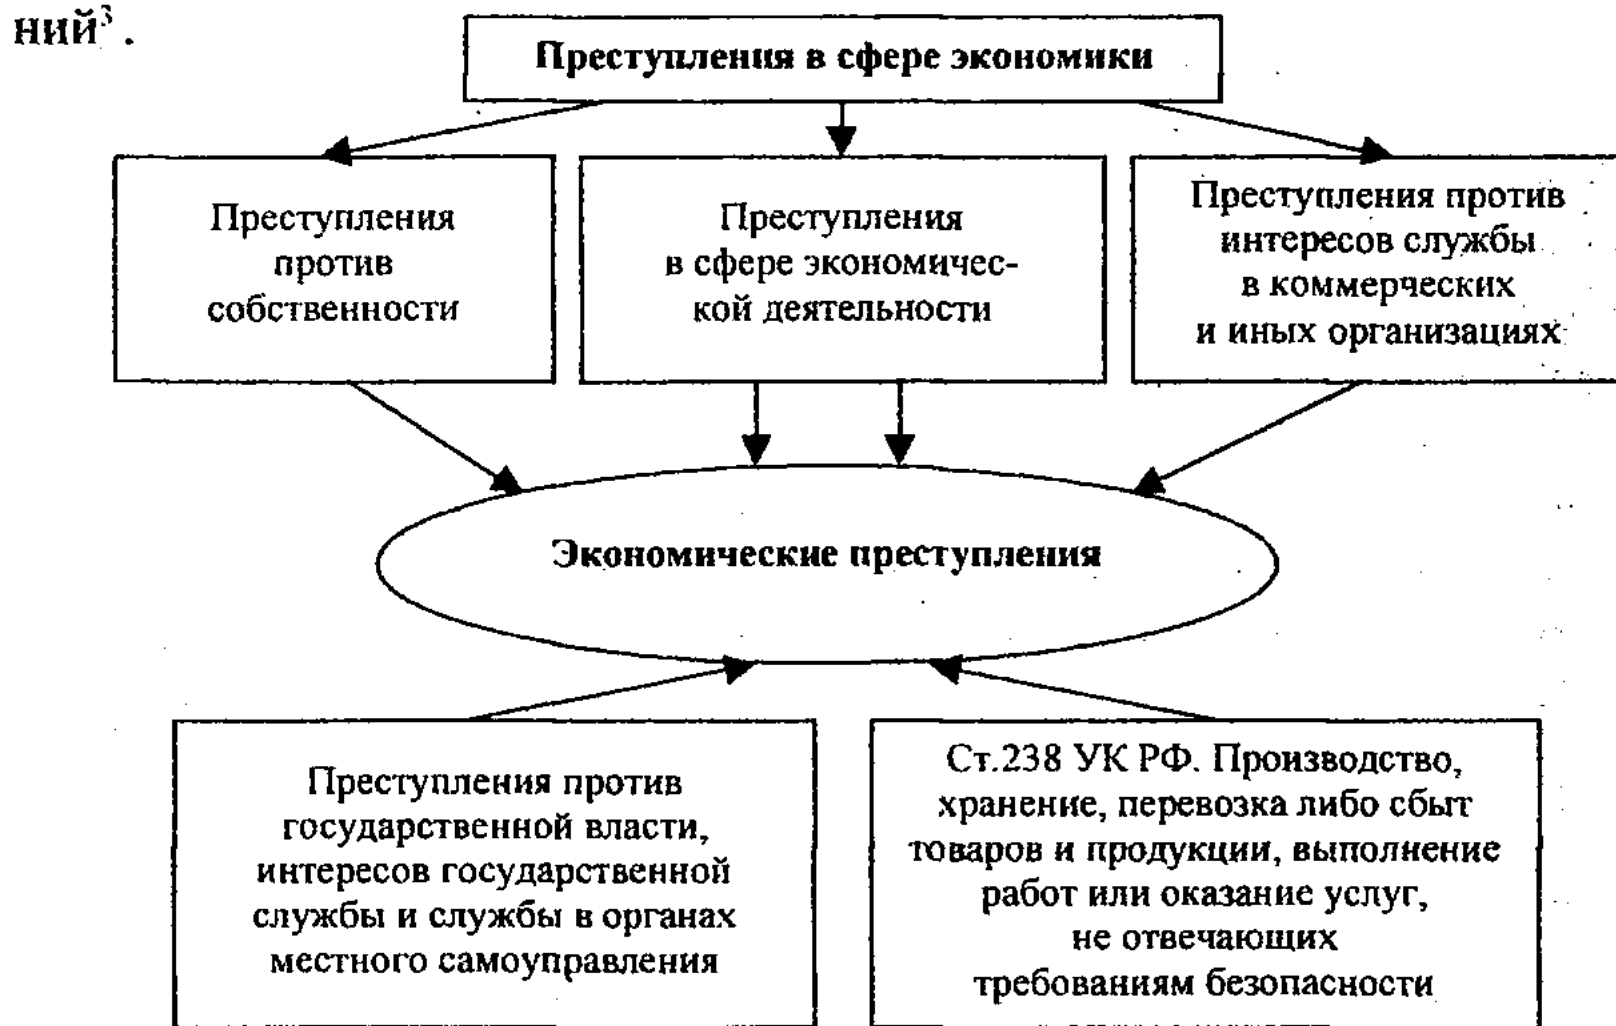 ний³ .
Преступления в сфере экономики
Преступления
против
собственности
Преступления
в сфере экономичес-
кой деятельности
Преступления против
интересов службы
в коммерческих
и иных организациях
Экономические преступления
Преступления против
государственной власти,
интересов государственной
службы и службы в органах
местного самоуправления
Ст.238 УК РФ. Производство,
хранение, перевозка либо сбыт
товаров и продукции, выполнение
работ или оказание услуг,
не отвечающих
требованиям безопасности